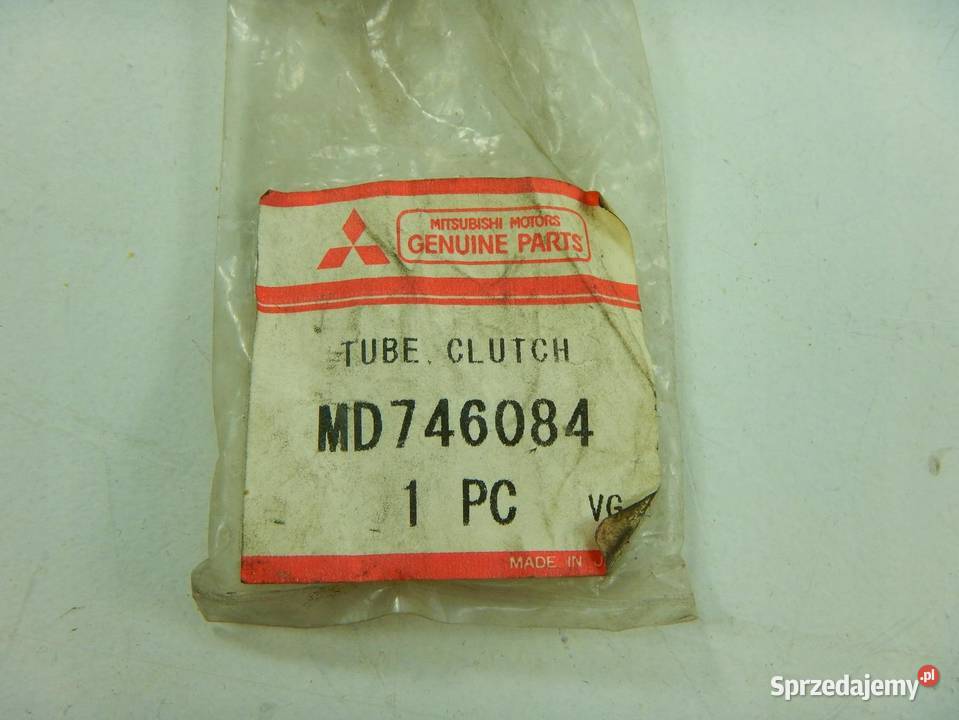 MITSUBISHI MOTORS
GENUINE PARTS
TUBE, CLUTCH
MD746084
1 PC VG
MADE IN
Sprzedajemy.pl